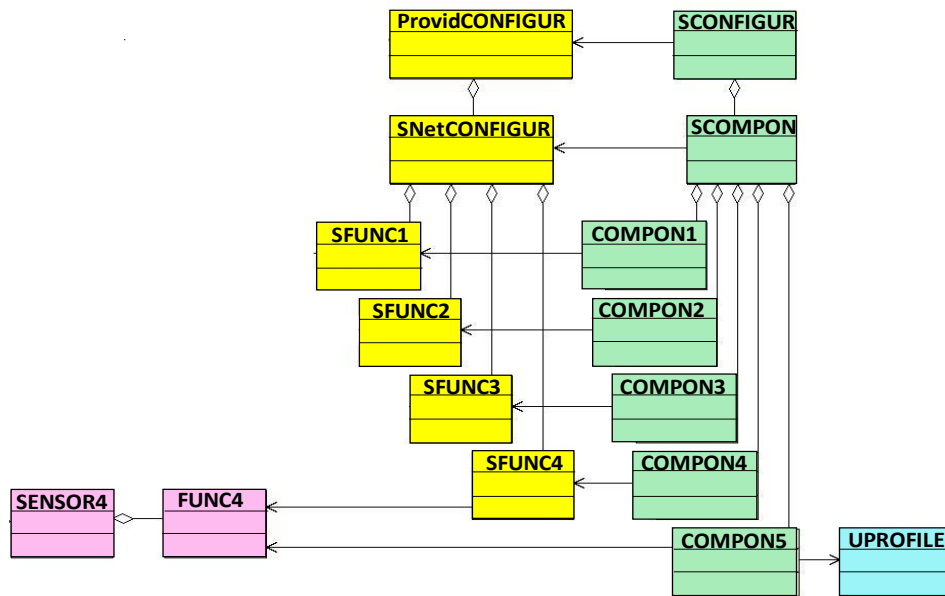 ProvidCONFIGUR
SCONFIGUR
SNetCONFIGUR
SCOMPON
SFUNC1
COMPON1
SFUNC2
COMPON2
SFUNC3
COMPON3
SFUNC4
COMPON4
SENSOR4
FUNC4
COMPON5
UPROFILE